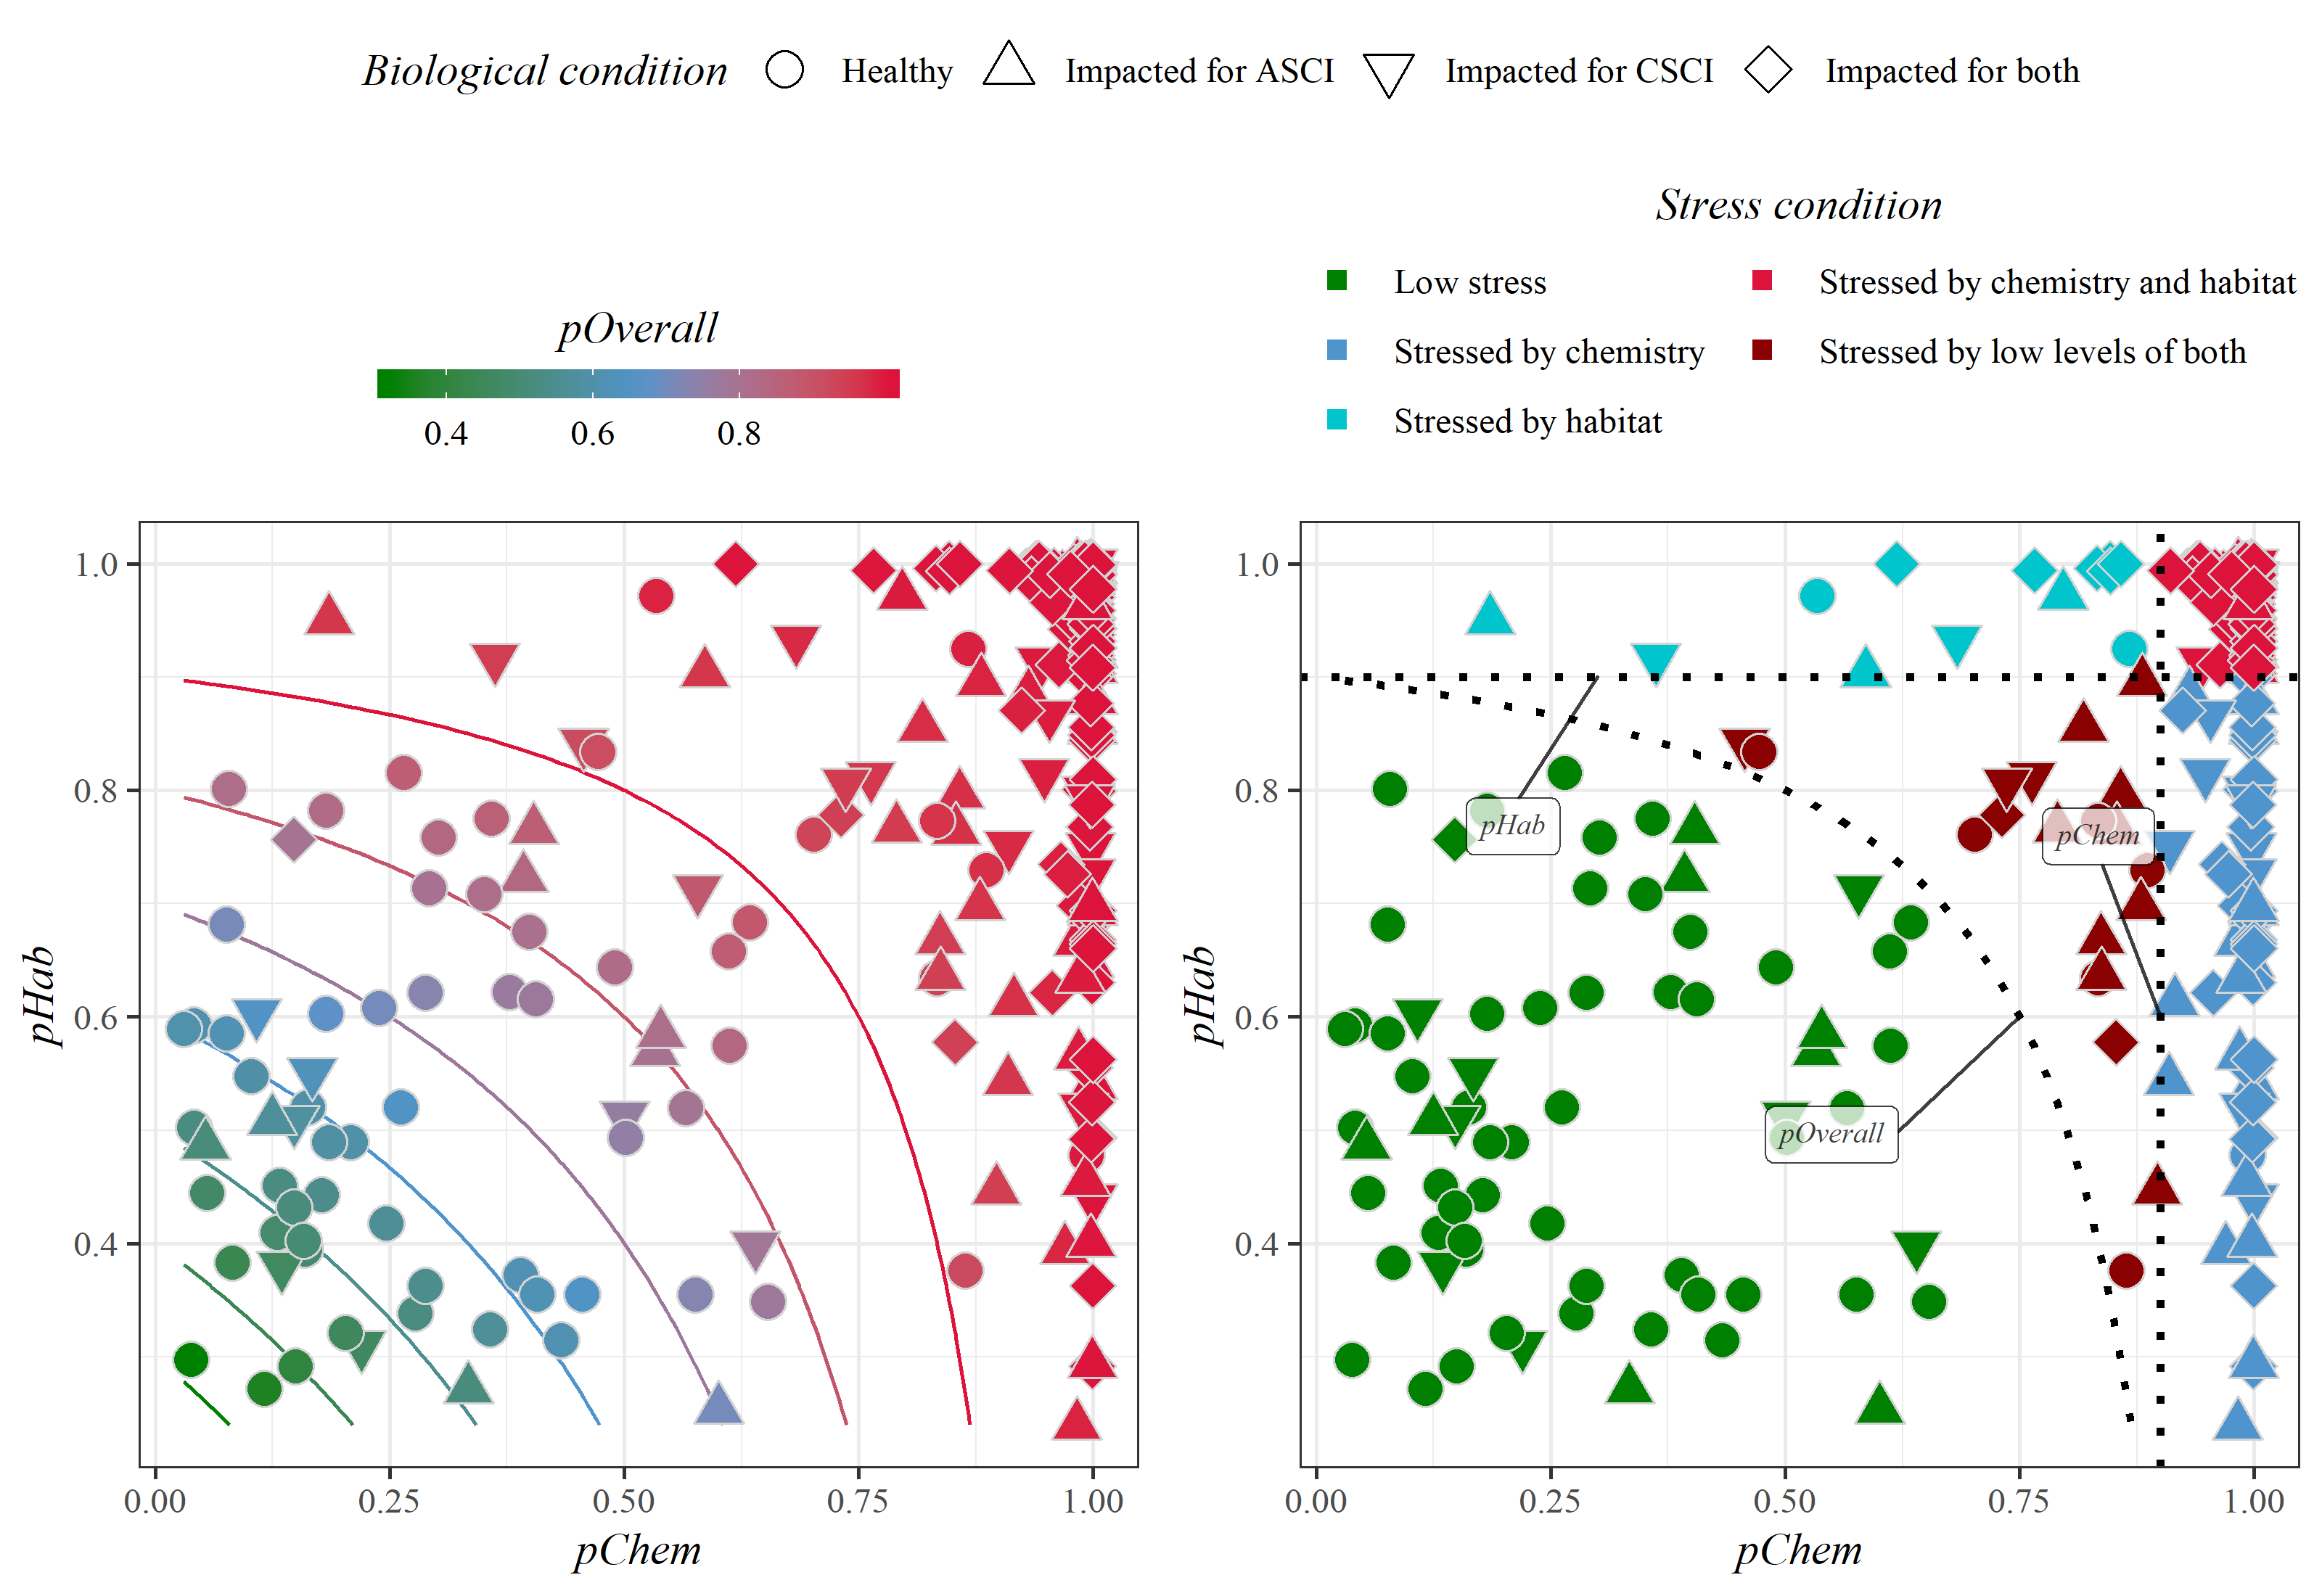 Biological condition Healthy Impacted for ASCI Impacted for CSCI Impacted for both
Stress condition
Low stress Stressed by chemistry and habitat
Stressed by chemistry Stressed by low levels of both
Stressed by habitat
pOverall
0.4 0.6 0.8
pHab
1.0
0.8
0.6
0.4
0.00 0.25 0.50 0.75 1.00
pChem
pHab
1.0
0.8
0.6
0.4
pHab
pChem
pOverall
0.00 0.25 0.50 0.75 1.00
pChem